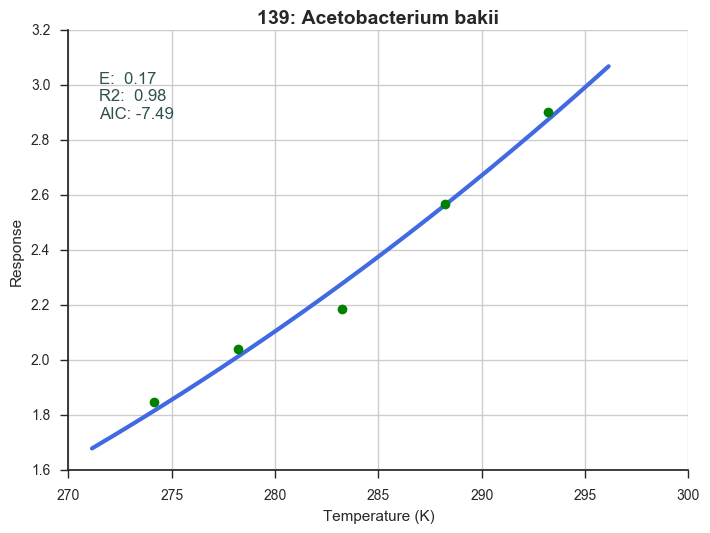 139: Acetobacterium bakii
E:  0.17
R2:  0.98
AIC: -7.49
Response
3.2
3.0
2.8
2.6
2.4
2.2
2.0
1.8
1.6
270 275 280 285 290 295 300
Temperature (K)